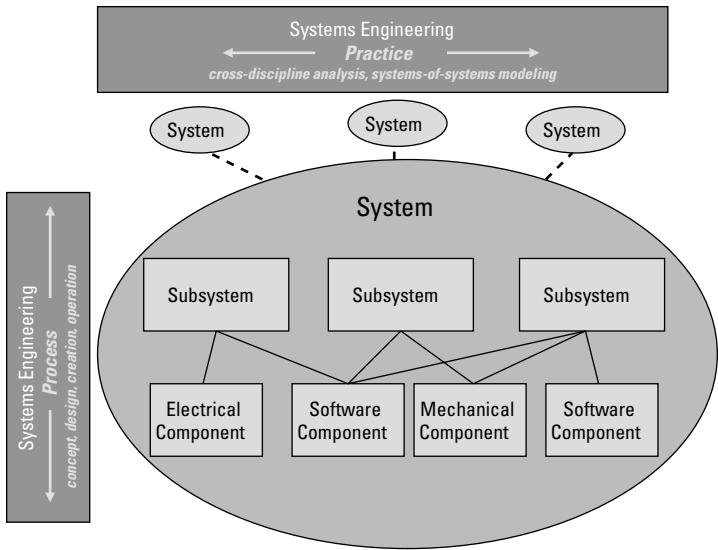 Systems Engineering
Practice
cross-discipline analysis, systems-of-systems modeling
System
System
System
System
Systems Engineering
Process
concept, design, creation, operation
Subsystem
Subsystem
Subsystem
Electrical
Component
Software
Component
Mechanical
Component
Software
Component